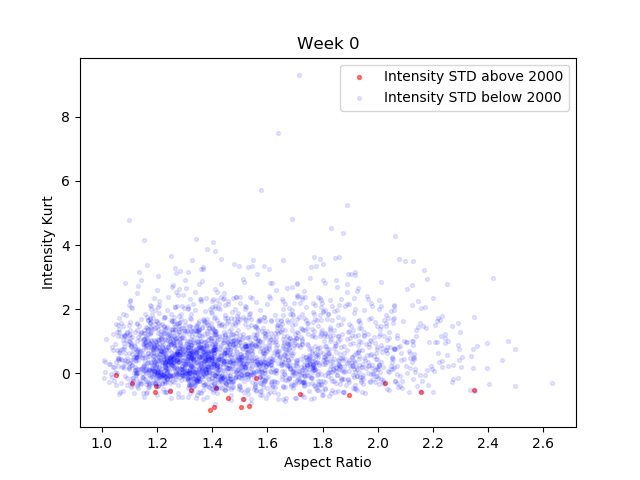 Week 0
Intensity STD above 2000
Intensity STD below 2000
Intensity Kurt
8
6
4
2
0
1.0 1.2 1.4 1.6 1.8 2.0 2.2 2.4 2.6
Aspect Ratio